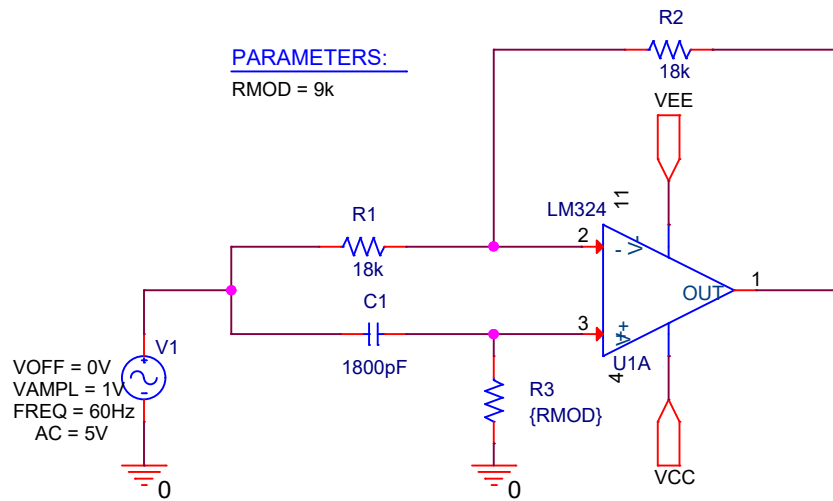 R2
18k
PARAMETERS:
RMOD = 9k
VEE
11
LM324
R1
18k
2
-
V-
OUT
1
C1
1800pF
3
+
V+
4
U1A
V1
VOFF = 0V
VAMPL = 1V
FREQ = 60Hz
AC = 5V
R3
{RMOD}
VCC
0
0